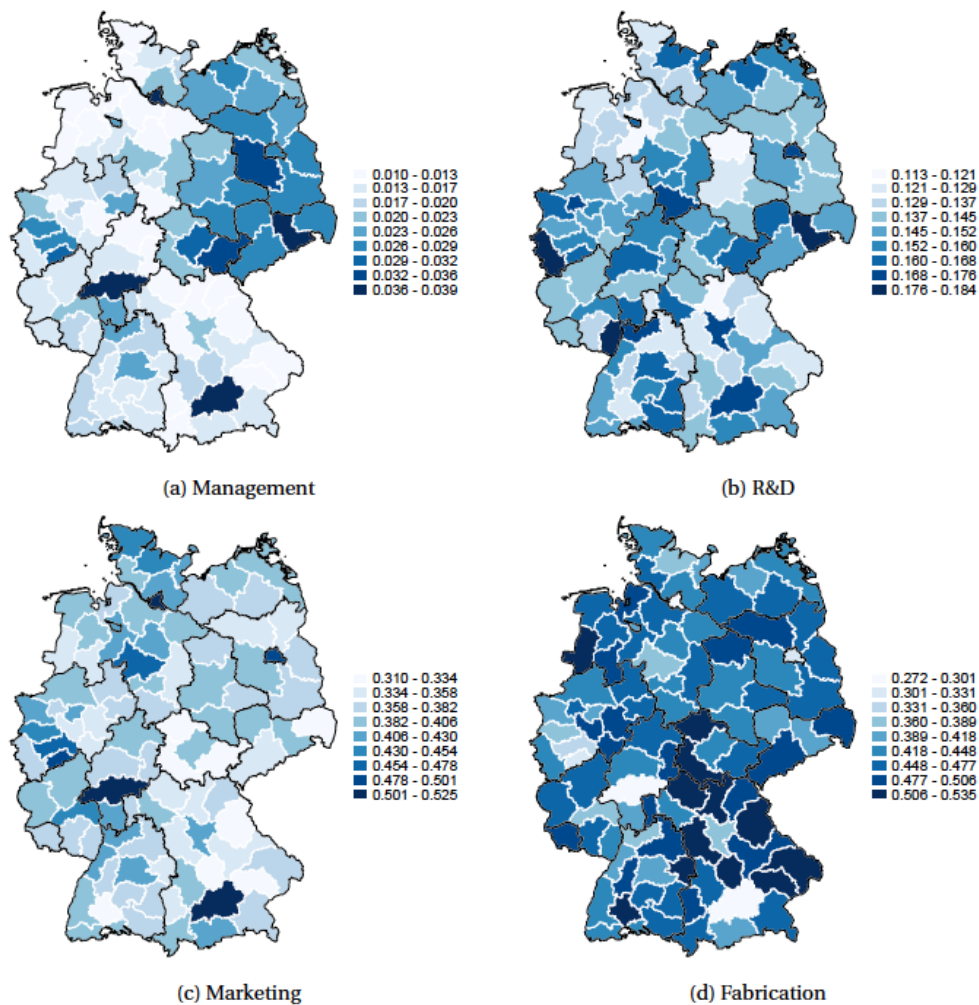 0.010 - 0.013
0.013 - 0.017
0.017 - 0.020
0.020 - 0.023
0.023 - 0.026
0.026 - 0.029
0.029 - 0.032
0.032 - 0.036
0.036 - 0.039
(a) Management
0.113 - 0.121
0.121 - 0.129
0.129 - 0.137
0.137 - 0.145
0.145 - 0.152
0.152 - 0.160
0.160 - 0.168
0.168 - 0.176
0.176 - 0.184
(b) R&D
0.310 - 0.334
0.334 - 0.358
0.358 - 0.382
0.382 - 0.406
0.406 - 0.430
0.430 - 0.454
0.454 - 0.478
0.478 - 0.501
0.501 - 0.525
(c) Marketing
0.272 - 0.301
0.301 - 0.331
0.331 - 0.360
0.360 - 0.389
0.389 - 0.418
0.418 - 0.448
0.448 - 0.477
0.477 - 0.506
0.506 - 0.535
(d) Fabrication